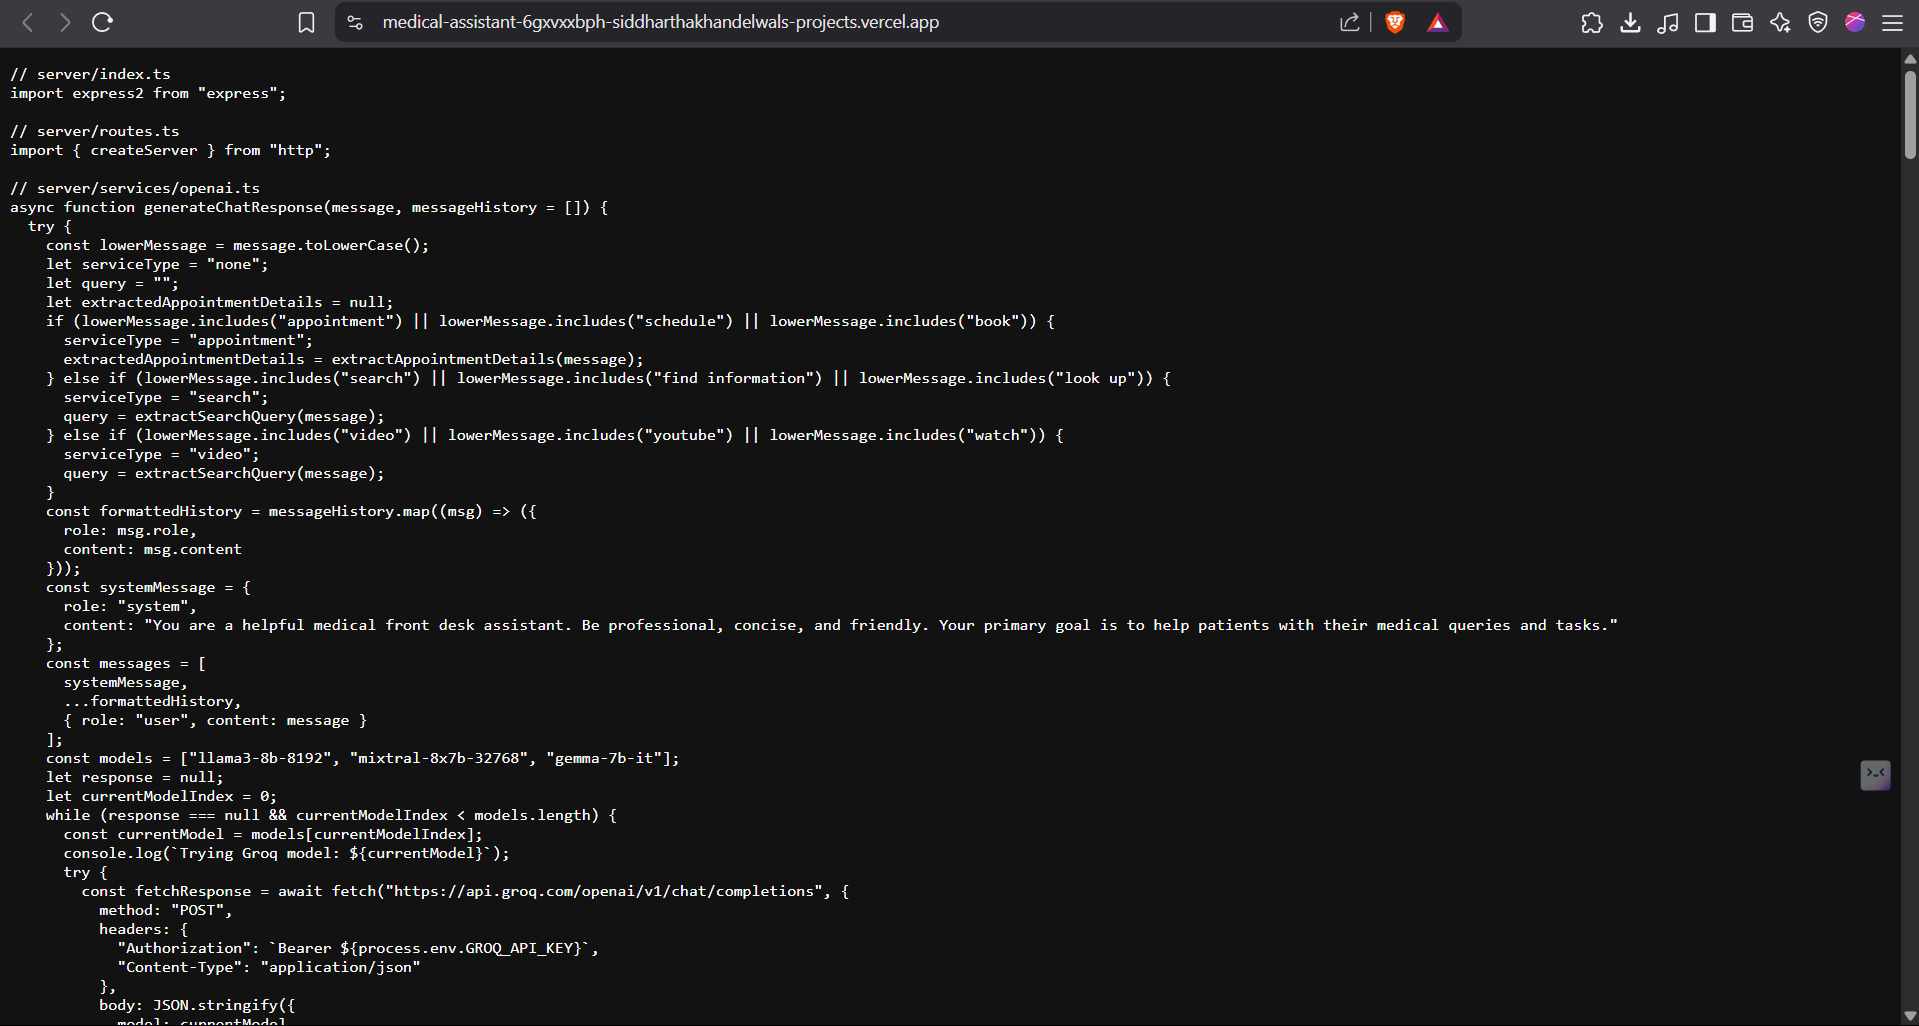 medical-assistant-6gxvxxbph-siddharthakhandelwals-projects.vercel.app
// server/index.ts
import express2 from "express";
// server/routes.ts
import { createServer } from "http";
// server/services/openai.ts
async function generateChatResponse(message, messageHistory = []) {
  try {
    const lowerMessage = message.toLowerCase();
    let serviceType = "none";
    let query = "";
    let extractedAppointmentDetails = null;
    if (lowerMessage.includes("appointment") || lowerMessage.includes("schedule") || lowerMessage.includes("book")) {
      serviceType = "appointment";
      extractedAppointmentDetails = extractAppointmentDetails(message);
    } else if (lowerMessage.includes("search") || lowerMessage.includes("find information") || lowerMessage.includes("look up")) {
      serviceType = "search";
      query = extractSearchQuery(message);
    } else if (lowerMessage.includes("video") || lowerMessage.includes("youtube") || lowerMessage.includes("watch")) {
      serviceType = "video";
      query = extractSearchQuery(message);
    }
    const formattedHistory = messageHistory.map((msg) => ({
      role: msg.role,
      content: msg.content
    }));
    const systemMessage = {
      role: "system",
      content: "You are a helpful medical front desk assistant. Be professional, concise, and friendly. Your primary goal is to help patients with their medical queries and tasks."
    };
    const messages = [
      systemMessage,
      ...formattedHistory,
      { role: "user", content: message }
    ];
    const models = ["llama3-8b-8192", "mixtral-8x7b-32768", "gemma-7b-it"];
    let response = null;
    let currentModelIndex = 0;
    while (response === null && currentModelIndex < models.length) {
      const currentModel = models[currentModelIndex];
      console.log(`Trying Groq model: ${currentModel}`);
      try {
        const fetchResponse = await fetch("https://api.groq.com/openai/v1/chat/completions", {
          method: "POST",
          headers: {
            "Authorization": `Bearer ${process.env.GROQ_API_KEY}`,
            "Content-Type": "application/json"
          },
          body: JSON.stringify({
            model: currentModel